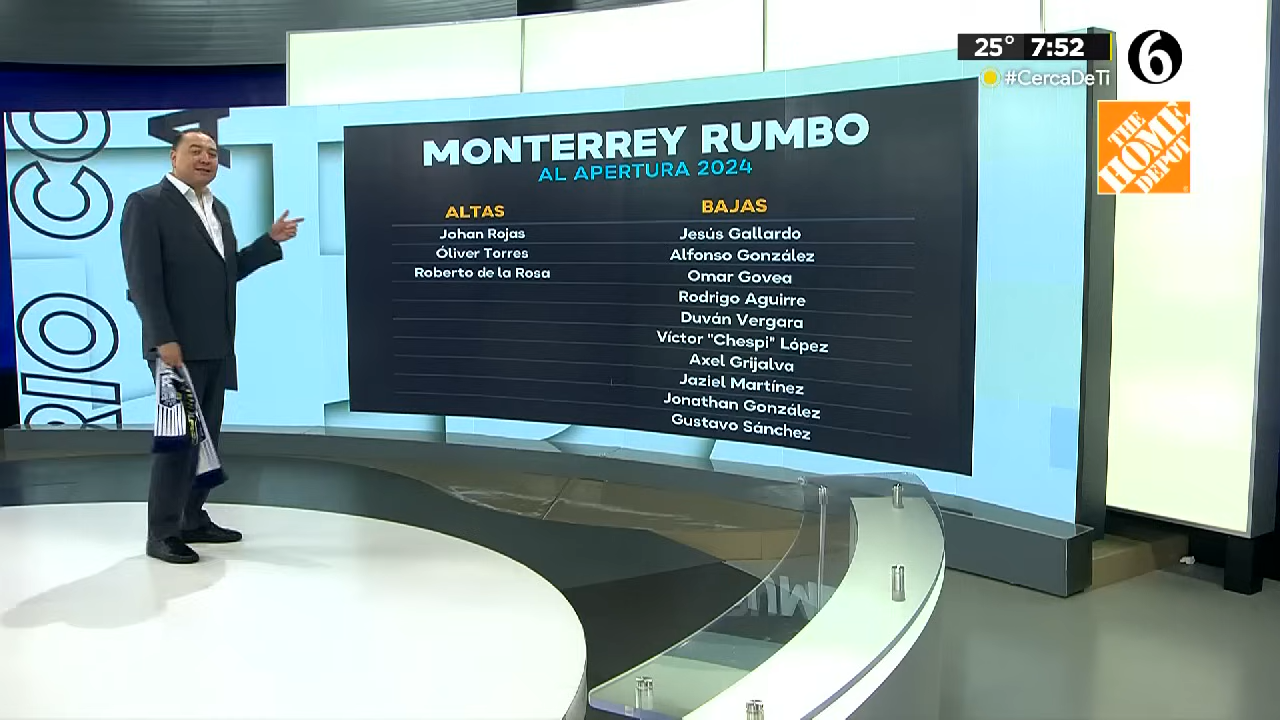 25° 7:52
6
#CercaDeTi
THE
HOME
DEPOT
RIO CO
A
MONTERREY RUMBO
AL APERTURA 2024
ALTAS
Johan Rojas
Óliver Torres
Roberto de la Rosa
BAJAS
Jesús Gallardo
Alfonso González
Omar Govea
Rodrigo Aguirre
Duván Vergara
Víctor "Chespi" López
Axel Grijalva
Jaziel Martínez
Jonathan González
Gustavo Sánchez